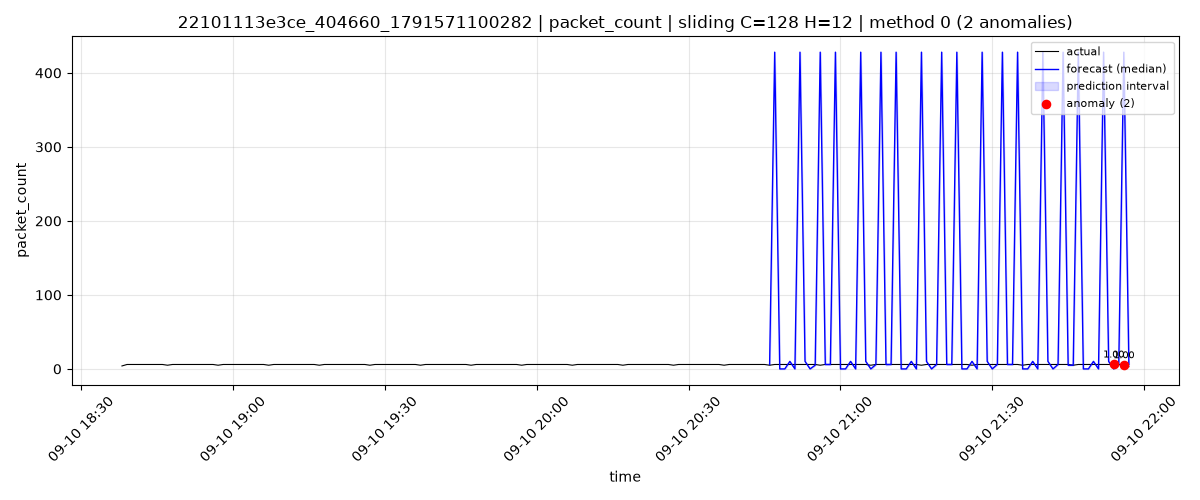 22101113e3ce_404660_1791571100282 | packet_count | sliding C=128 H=12 | method 0 (2 anomalies)
actual
forecast (median)
prediction interval
anomaly (2)
packet_count
400
300
200
100
0
09-10 18:30
09-10 19:00
09-10 19:30
09-10 20:00
09-10 20:30
09-10 21:00
09-10 21:30
09-10 22:00
time